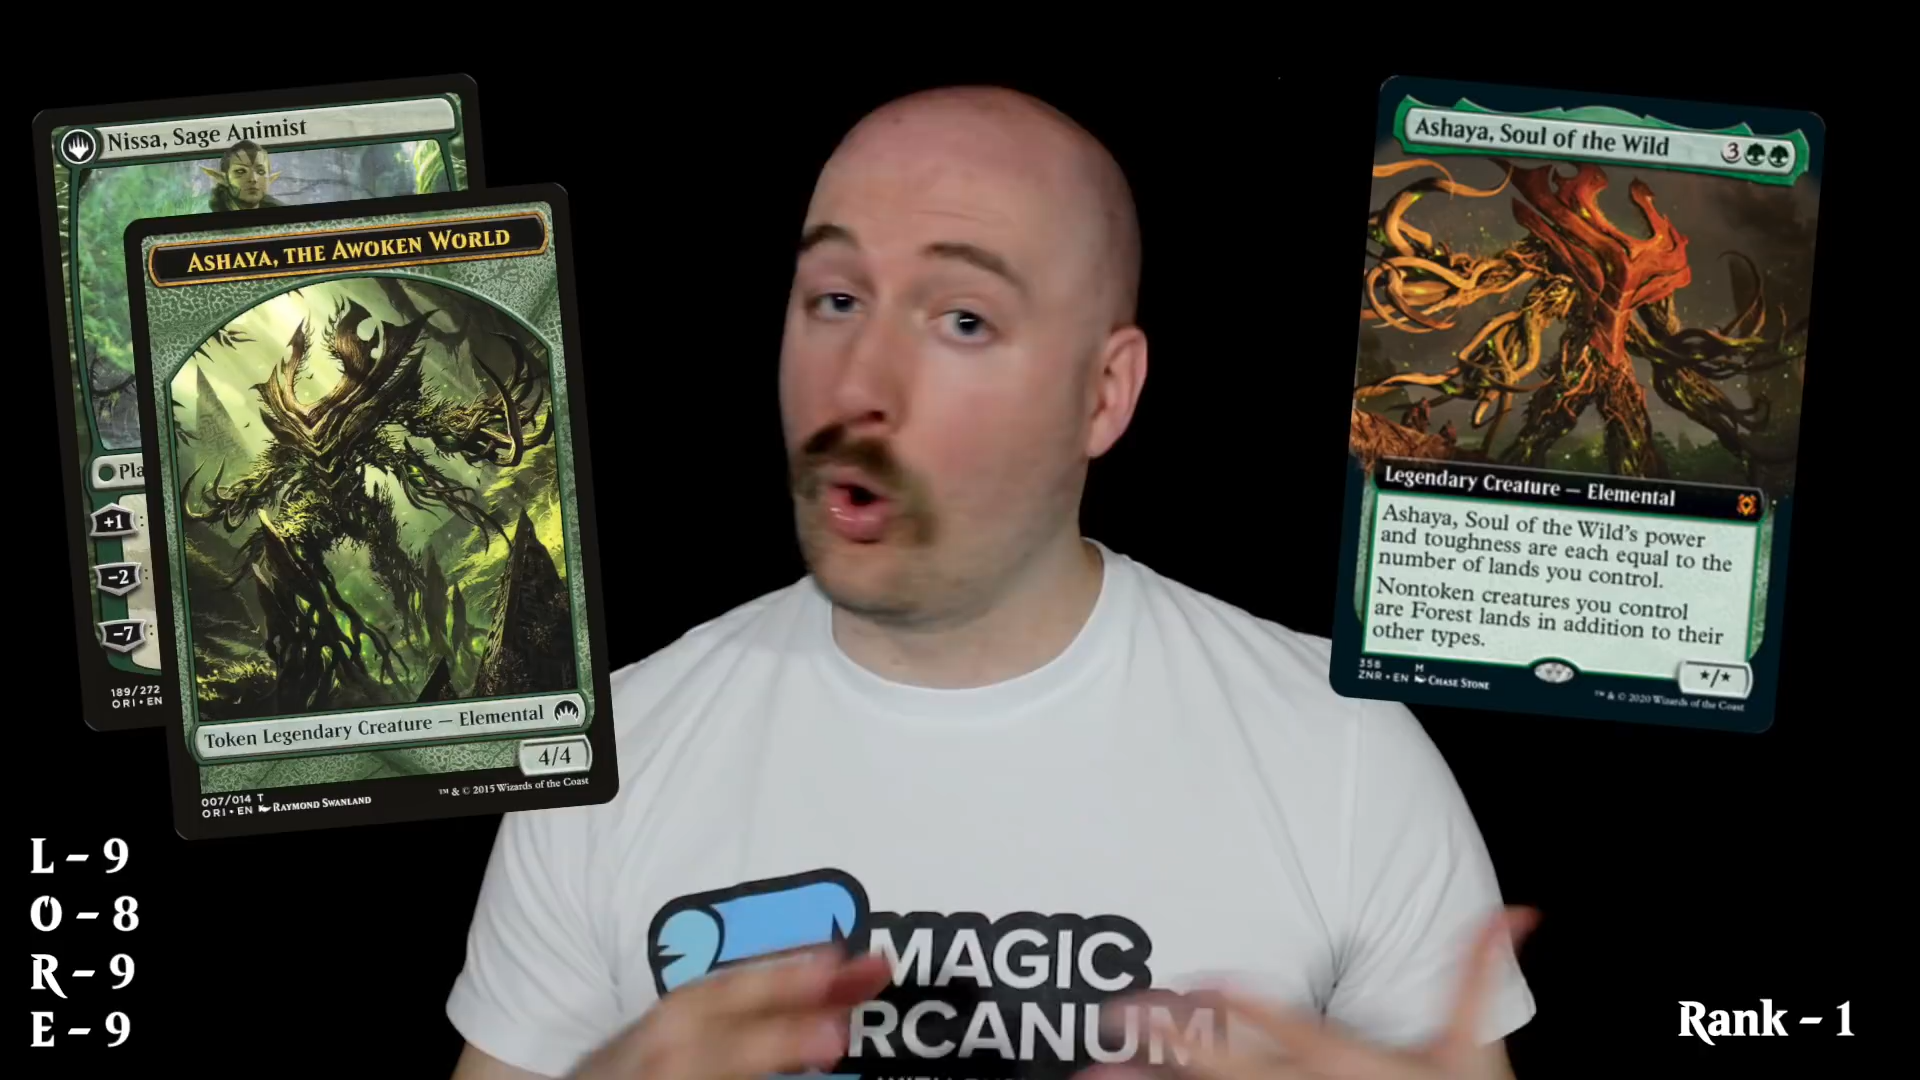 Nissa, Sage Animist
Pla
+1:
-2:
-7:
189/272
ORI • EN
Ashaya, the Awoken World
Token Legendary Creature — Elemental
4/4
007/014 T
ORI • EN Raymond Swanland
™ & © 2015 Wizards of the Coast
Ashaya, Soul of the Wild
3
Legendary Creature — Elemental
Ashaya, Soul of the Wild's power
and toughness are each equal to the
number of lands you control.
Nontoken creatures you control
are Forest lands in addition to their
other types.
*/*
358 M
ZNR • EN Chase Stone
™ & © 2020 Wizards of the Coast
L – 9
O – 8
R – 9
E – 9
MAGIC
RCANUM
Rank – 1